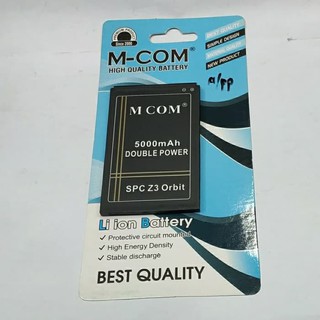 Since 2000
M-COM®
HIGH QUALITY BATTERY
BEST QUALITY
SIMPLE DESIGN
NEW PRODUCT
M COM
5000mAh
DOUBLE POWER
SPC Z3 Orbit
Li ion Battery
✓ Protective circuit mounted
✓ High Energy Density
✓ Stable discharge
BEST QUALITY